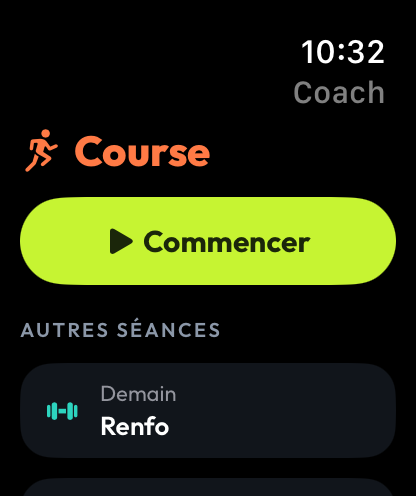 10:32
Coach
Course
Commencer
AUTRES SÉANCES
Demain
Renfo